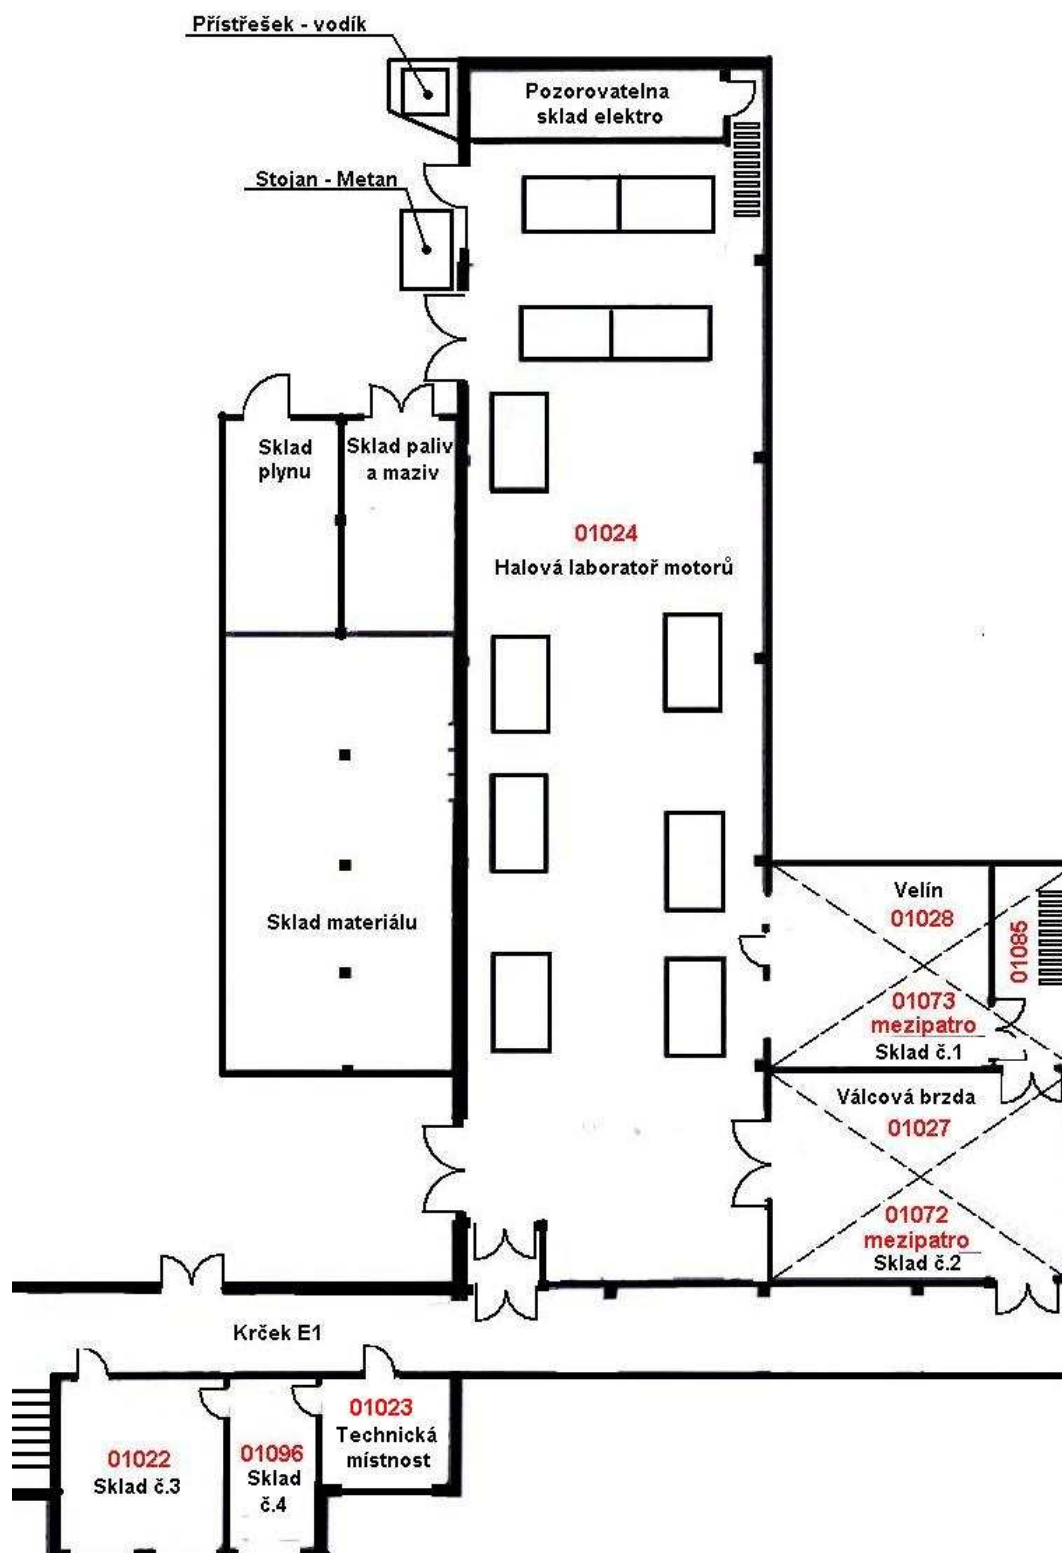 Přístřešek - vodík
Pozorovatelna
sklad elektro
Stojan - Metan
Sklad
plynu
Sklad paliv
a maziv
01024
Halová laboratoř motorů
Sklad materiálu
Velín
01028
01085
01073
mezipatro
Sklad č.1
Válcová brzda
01027
01072
mezipatro
Sklad č.2
Krček E1
01022
Sklad č.3
01096
Sklad
č.4
01023
Technická
místnost